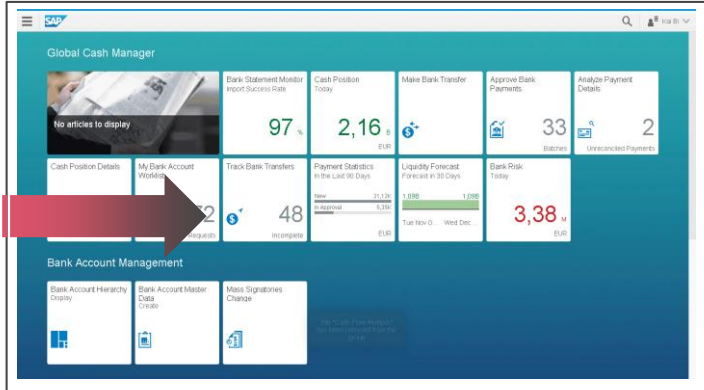 SAP
Global Cash Manager
No articles to display
Bank Statement Monitor
Import Success Rate
97 %
Cash Position
Today
2,16 B
EUR
Make Bank Transfer
Approve Bank
Payments
33
Batches
Analyze Payment
Details
2
Unreconciled Payments
Cash Position Details
My Bank Account
Worklist
2
Requests
Track Bank Transfers
48
Incomplete
Payment Statistics
In the Last 90 Days
New 21,12K
In Approval
EUR
Liquidity Forecast
Forecast in 30 Days
1,09B 1,09B
Tue Nov 0... Wed Dec ...
Bank Risk
Today
3,38 M
EUR
Bank Account Management
Bank Account Hierarchy
Display
Bank Account Master
Data
Create
Mass Signatories
Change